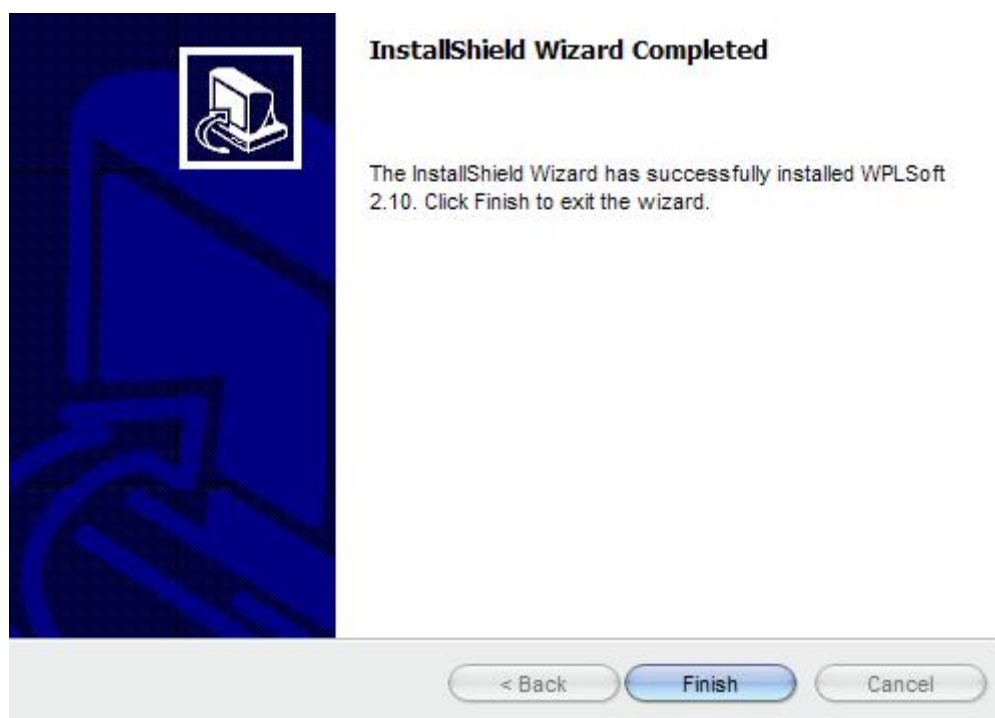 InstallShield Wizard Completed
The InstallShield Wizard has successfully installed WPLSoft
2.10. Click Finish to exit the wizard.
< Back
Finish
Cancel